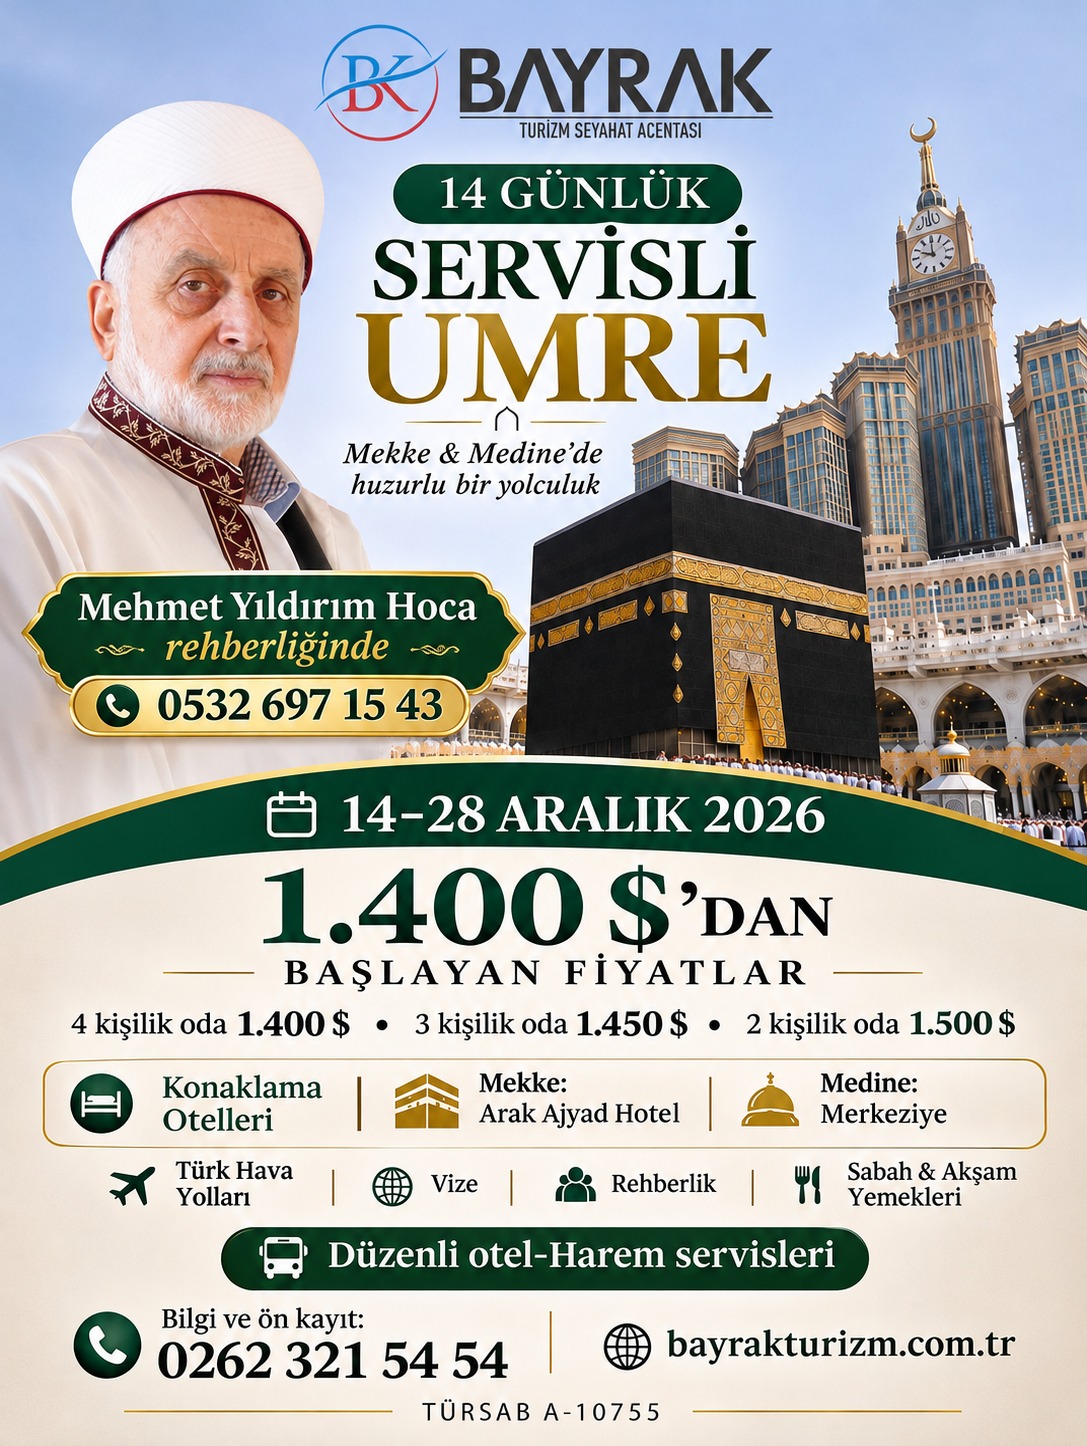 BK BAYRAK
TURİZM SEYAHAT ACENTASI
14 GÜNLÜK
SERVİSLİ
UMRE
Mekke & Medine'de
huzurlu bir yolculuk
Mehmet Yıldırım Hoca
rehberliğinde
0532 697 15 43
14–28 ARALIK 2026
1.400 $'DAN
BAŞLAYAN FİYATLAR
4 kişilik oda 1.400 $ • 3 kişilik oda 1.450 $ • 2 kişilik oda 1.500 $
Konaklama
Otelleri
Mekke:
Arak Ajyad Hotel
Medine:
Merkeziye
Türk Hava
Yolları
Vize
Rehberlik
Sabah & Akşam
Yemekleri
Düzenli otel-Harem servisleri
Bilgi ve ön kayıt:
0262 321 54 54
bayrakturizm.com.tr
TÜRSAB A-10755